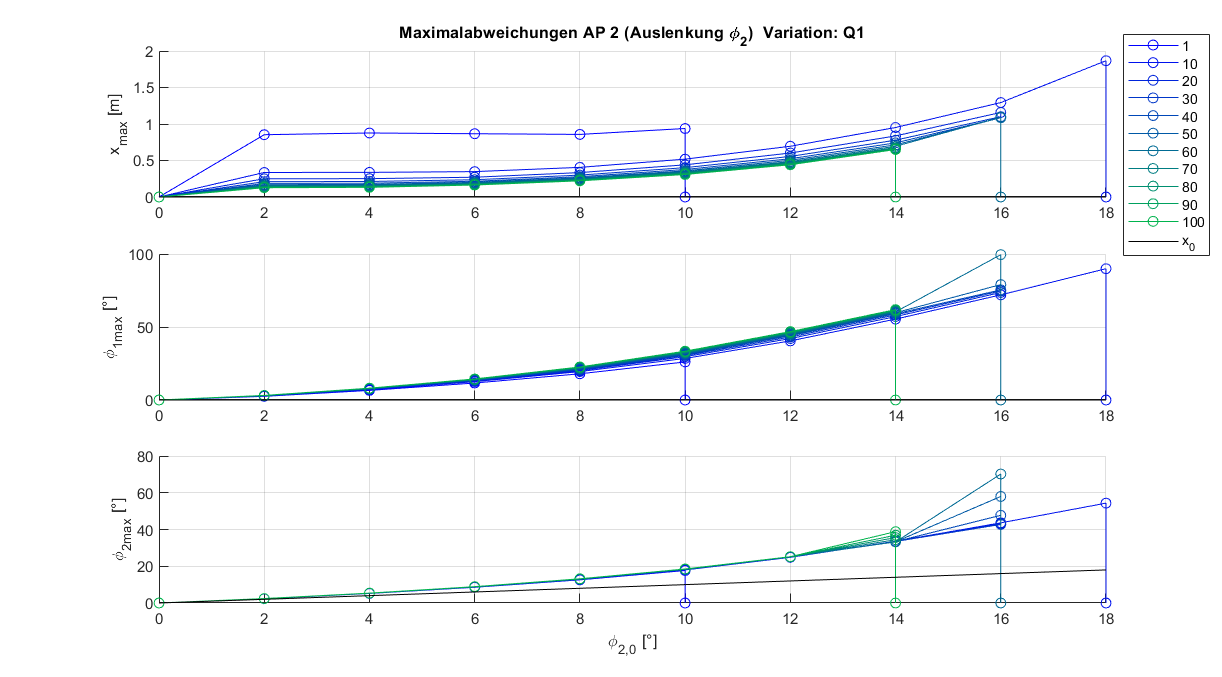 Maximalabweichungen AP 2 (Auslenkung ϕ2) Variation: Q1
xmax [m]
2
1.5
1
0.5
0
0 2 4 6 8 10 12 14 16 18
1
10
20
30
40
50
60
70
80
90
100
x0
ϕ1max [°]
100
50
0
0 2 4 6 8 10 12 14 16 18
ϕ2max [°]
80
60
40
20
0
0 2 4 6 8 10 12 14 16 18
ϕ2,0 [°]